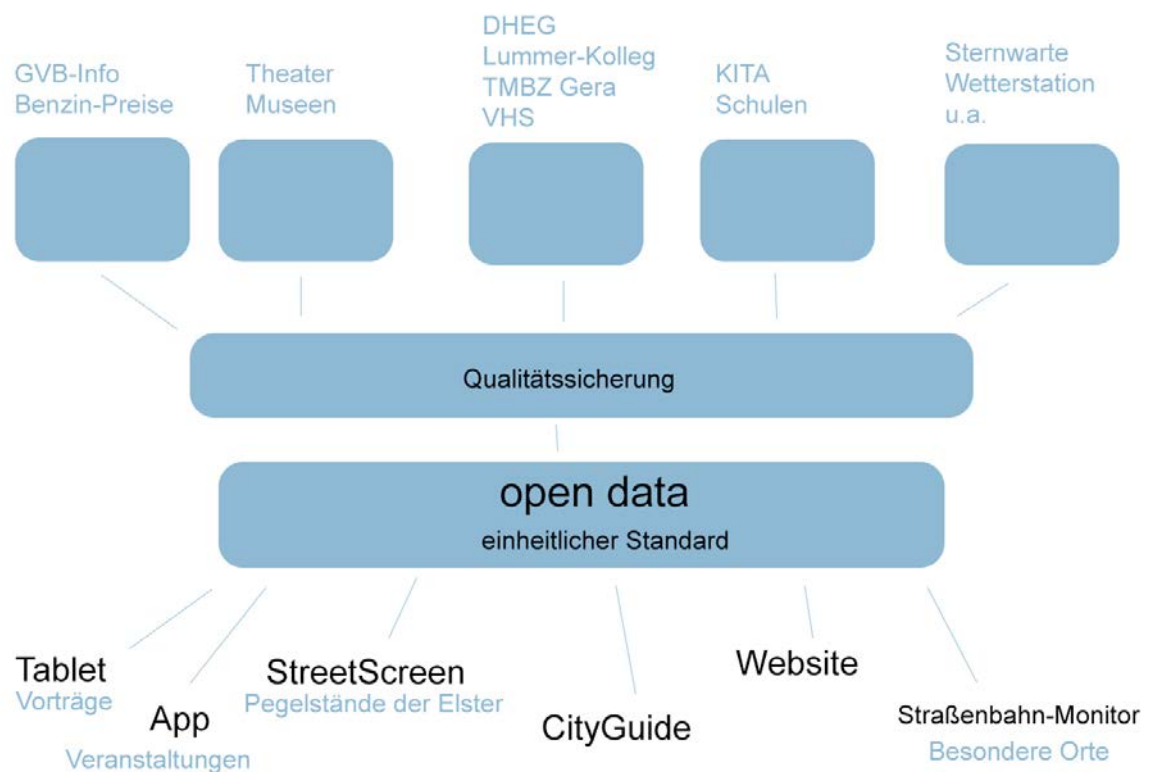 GVB-Info
Benzin-Preise
Theater
Museen
DHEG
Lummer-Kolleg
TMBZ Gera
VHS
KITA
Schulen
Sternwarte
Wetterstation
u.a.
Qualitätssicherung
open data
einheitlicher Standard
Tablet
Vorträge
App
Veranstaltungen
StreetScreen
Pegelstände der Elster
CityGuide
Website
Straßenbahn-Monitor
Besondere Orte